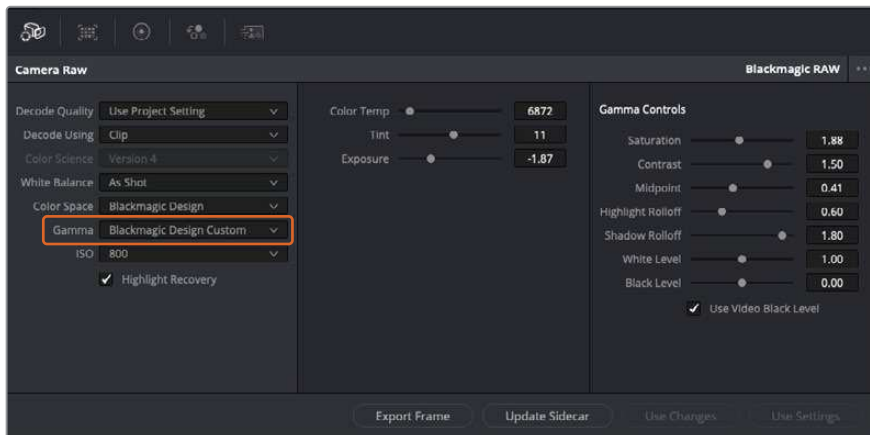 Camera Raw
Blackmagic RAW
Decode Quality Use Project Setting
Decode Using Clip
Color Science Version 4
White Balance As Shot
Color Space Blackmagic Design
Gamma Blackmagic Design Custom
ISO 800
Highlight Recovery
Color Temp 6872
Tint 11
Exposure -1.87
Gamma Controls
Saturation 1.88
Contrast 1.50
Midpoint 0.41
Highlight Rolloff 0.60
Shadow Rolloff 1.80
White Level 1.00
Black Level 0.00
Use Video Black Level
Export Frame Update Sidecar Use Changes Use Settings